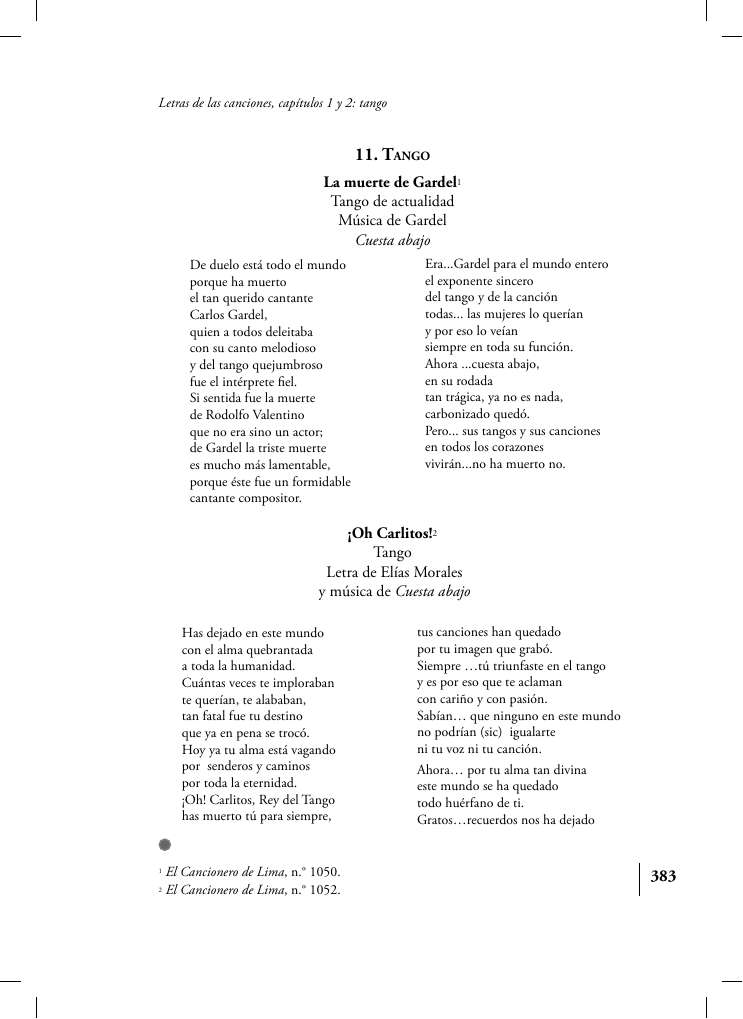 Letras de las canciones, capítulos 1 y 2: tango
11. Tango
La muerte de Gardel1
Tango de actualidad
Música de Gardel
Cuesta abajo
De duelo está todo el mundo
porque ha muerto
el tan querido cantante
Carlos Gardel,
quien a todos deleitaba
con su canto melodioso
y del tango quejumbroso
fue el intérprete fiel.
Si sentida fue la muerte
de Rodolfo Valentino
que no era sino un actor;
de Gardel la triste muerte
es mucho más lamentable,
porque éste fue un formidable
cantante compositor.
Era...Gardel para el mundo entero
el exponente sincero
del tango y de la canción
todas... las mujeres lo querían
y por eso lo veían
siempre en toda su función.
Ahora ...cuesta abajo,
en su rodada
tan trágica, ya no es nada,
carbonizado quedó.
Pero... sus tangos y sus canciones
en todos los corazones
vivirán...no ha muerto no.
¡Oh Carlitos!2
Tango
Letra de Elías Morales
y música de Cuesta abajo
Has dejado en este mundo
con el alma quebrantada
a toda la humanidad.
Cuántas veces te imploraban
te querían, te alababan,
tan fatal fue tu destino
que ya en pena se trocó.
Hoy ya tu alma está vagando
por  senderos y caminos
por toda la eternidad.
¡Oh! Carlitos, Rey del Tango
has muerto tú para siempre,
tus canciones han quedado
por tu imagen que grabó.
Siempre …tú triunfaste en el tango
y es por eso que te aclaman
con cariño y con pasión.
Sabían… que ninguno en este mundo
no podrían (sic)  igualarte
ni tu voz ni tu canción.
Ahora… por tu alma tan divina
este mundo se ha quedado
todo huérfano de ti.
Gratos…recuerdos nos ha dejado
1 El Cancionero de Lima, n.° 1050.
2 El Cancionero de Lima, n.° 1052.
383